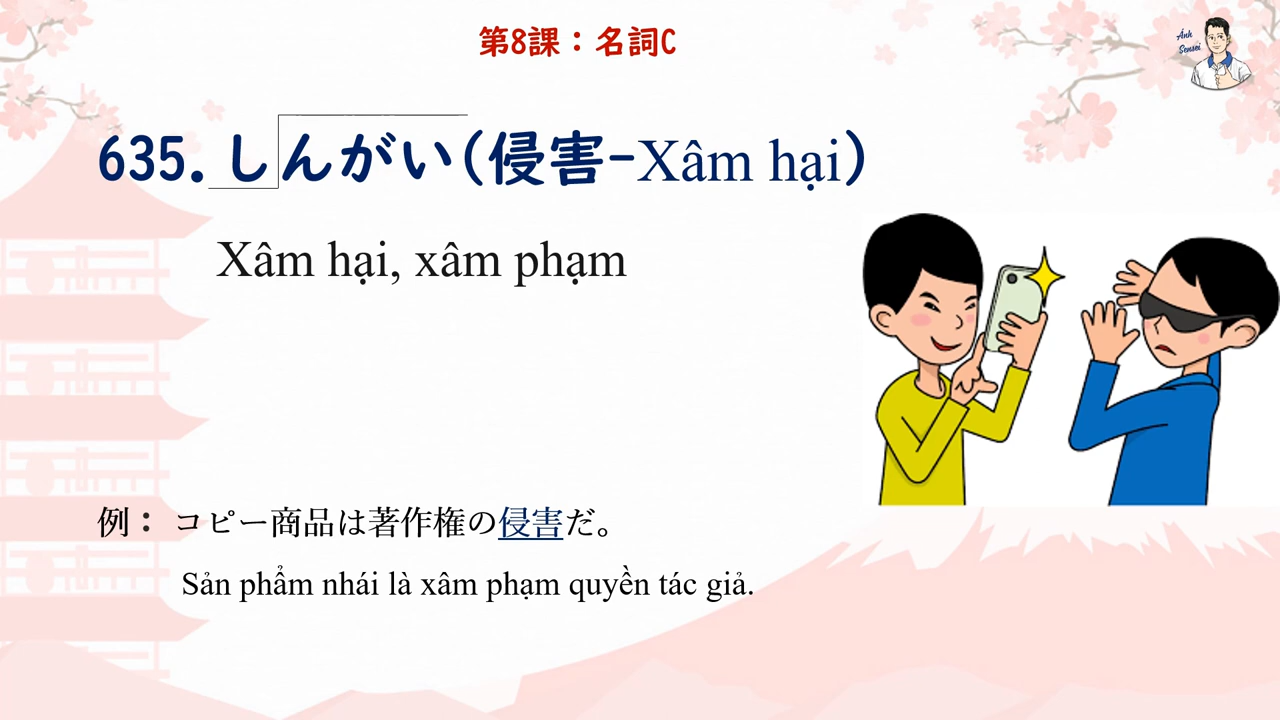 第8課：名詞C
Ánh
Sensei
635.しんがい(侵害-Xâm hại)
Xâm hại, xâm phạm
例： コピー商品は著作権の侵害だ。
Sản phẩm nhái là xâm phạm quyền tác giả.